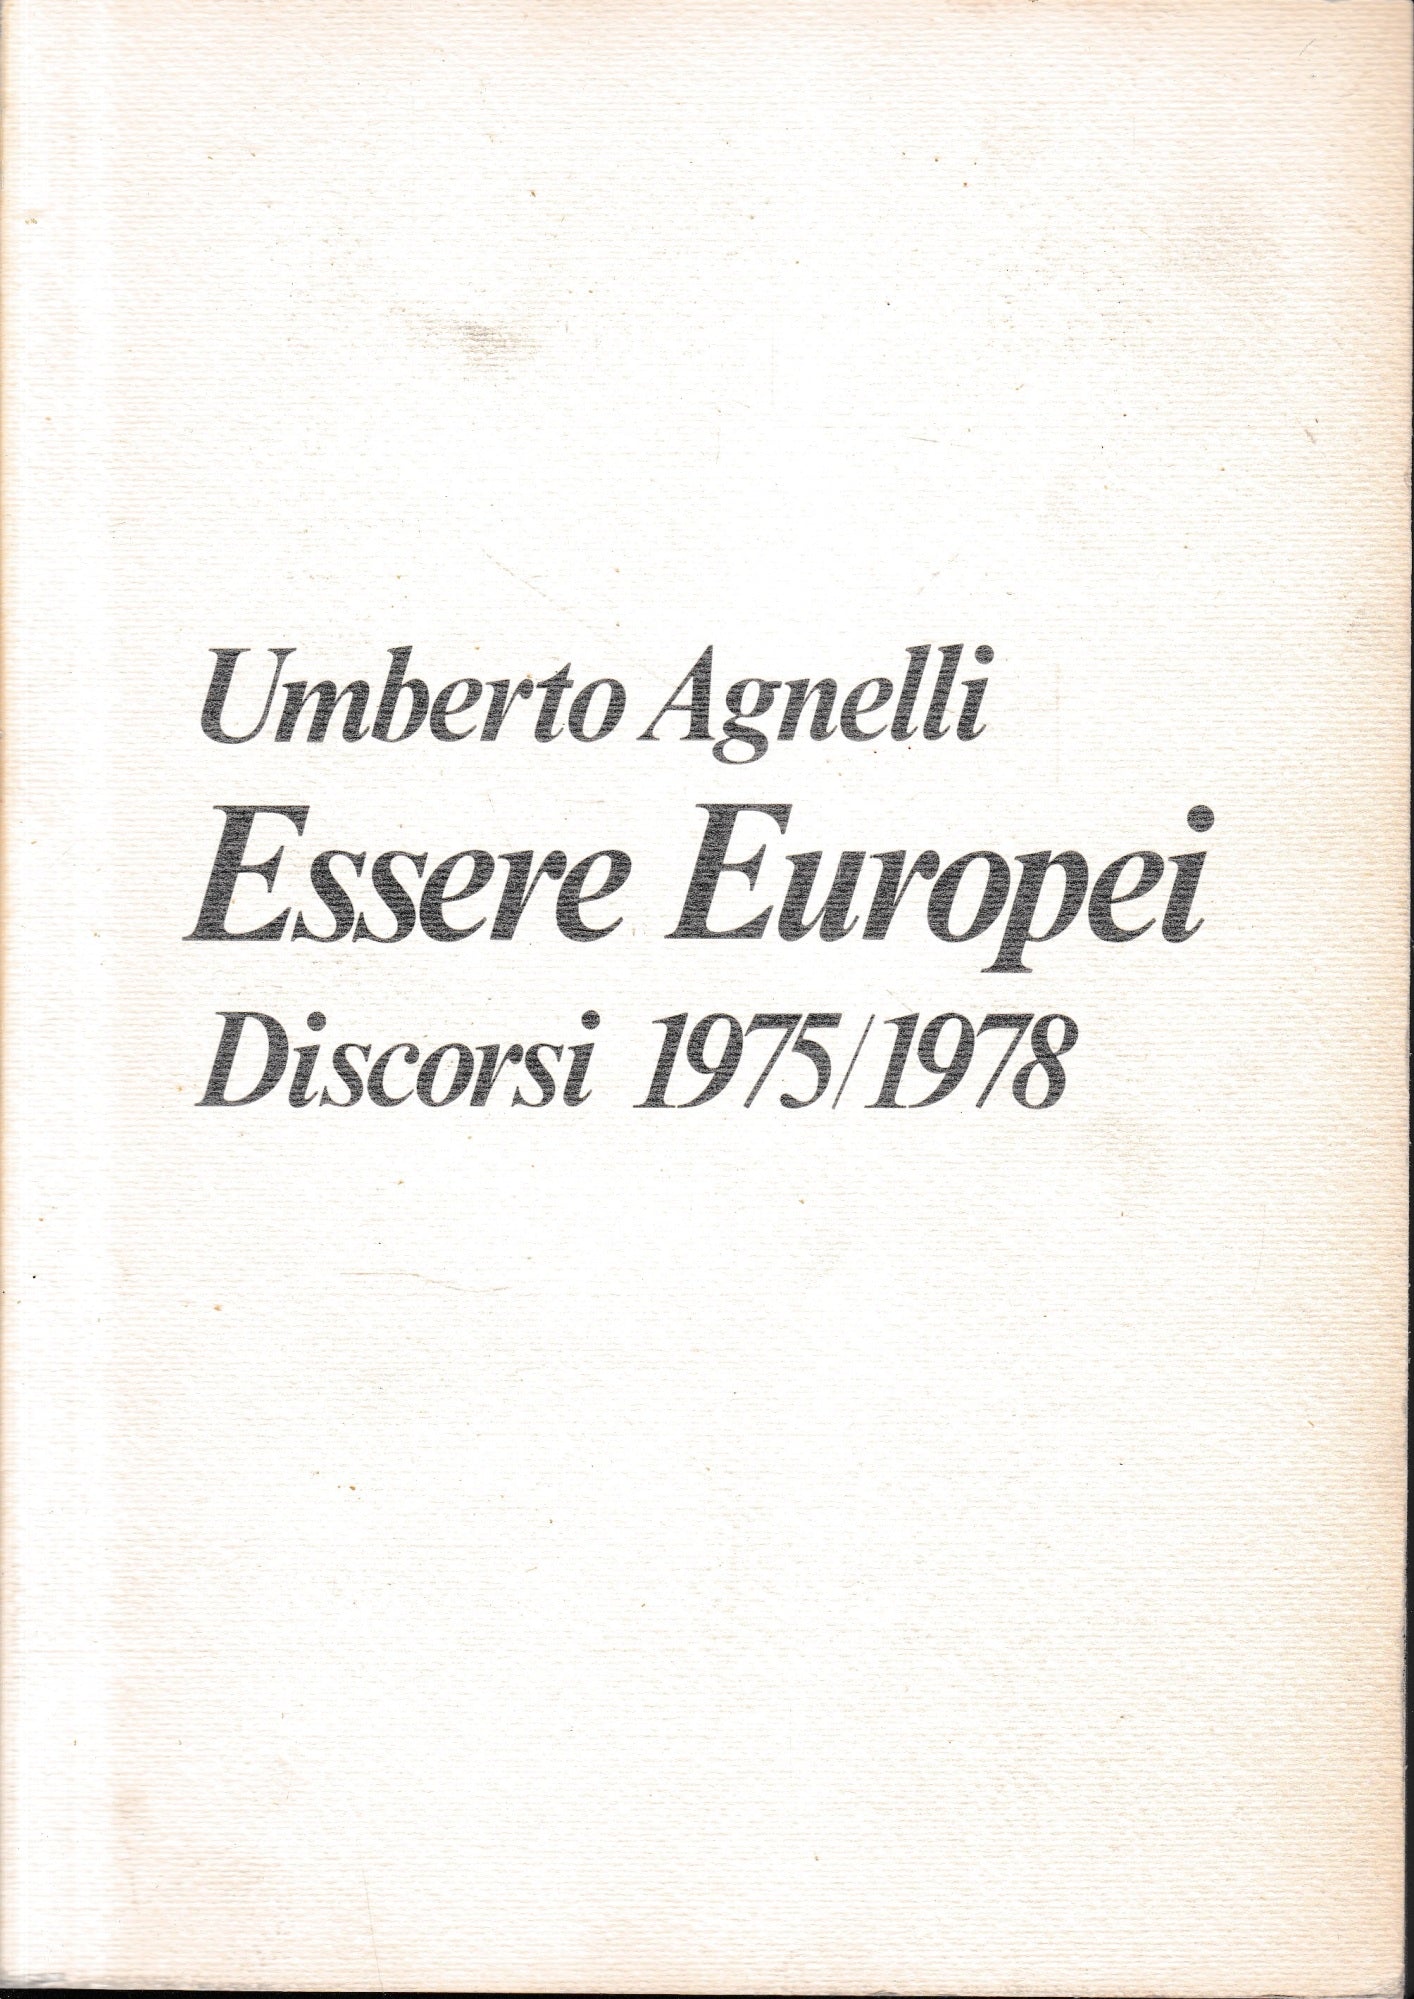 Umberto Agnelli
Essere Europei
Discorsi 1975/1978